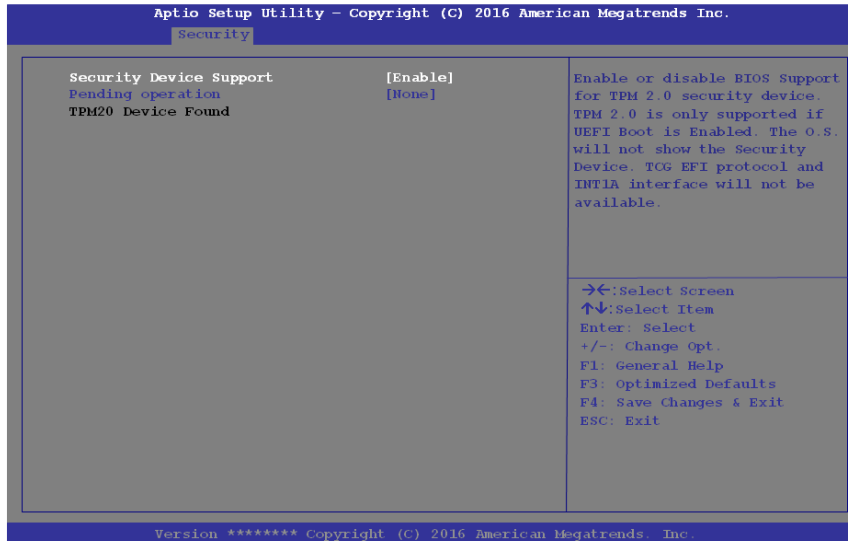 Aptio Setup Utility – Copyright (C) 2016 American Megatrends Inc.
Security
Security Device Support [Enable]
Pending operation [None]
TPM20 Device Found
Enable or disable BIOS Support
for TPM 2.0 security device.
TPM 2.0 is only supported if
UEFI Boot is Enabled. The O.S.
will not show the Security
Device. TCG EFI protocol and
INT1A interface will not be
available.
→←:Select Screen
↑↓:Select Item
Enter: Select
+/-: Change Opt.
F1: General Help
F3: Optimized Defaults
F4: Save Changes & Exit
ESC: Exit
Version ******** Copyright (C) 2016 American Megatrends. Inc.